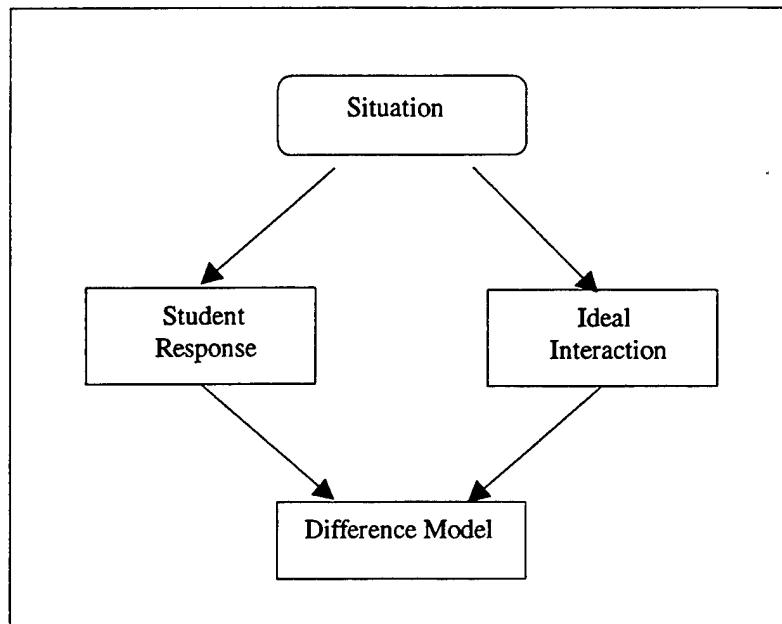 Situation
Student
Response
Ideal
Interaction
Difference Model